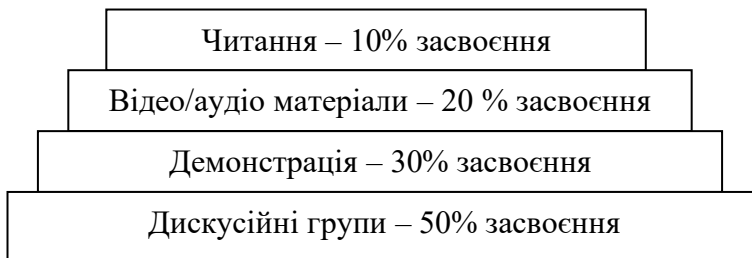 Читання – 10% засвоєння
Відео/аудіо матеріали – 20 % засвоєння
Демонстрація – 30% засвоєння
Дискусійні групи – 50% засвоєння